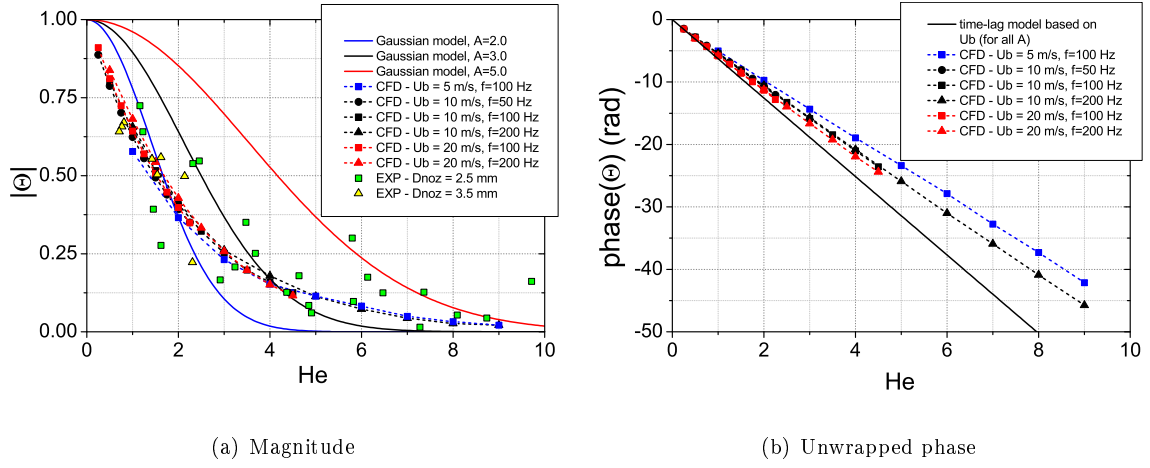 1.00
0.75
0.50
0.25
0.00
|Θ|
0
2
4
6
8
10
He
Gaussian model, A=2.0
Gaussian model, A=3.0
Gaussian model, A=5.0
CFD - Ub = 5 m/s, f=100 Hz
CFD - Ub = 10 m/s, f=50 Hz
CFD - Ub = 10 m/s, f=100 Hz
CFD - Ub = 10 m/s, f=200 Hz
CFD - Ub = 20 m/s, f=100 Hz
CFD - Ub = 20 m/s, f=200 Hz
EXP - Dnoz = 2.5 mm
EXP - Dnoz = 3.5 mm
(a) Magnitude
0
-10
-20
-30
-40
-50
phase(Θ) (rad)
0
2
4
6
8
10
He
time-lag model based on
Ub (for all A)
CFD - Ub = 5 m/s, f=100 Hz
CFD - Ub = 10 m/s, f=50 Hz
CFD - Ub = 10 m/s, f=100 Hz
CFD - Ub = 10 m/s, f=200 Hz
CFD - Ub = 20 m/s, f=100 Hz
CFD - Ub = 20 m/s, f=200 Hz
(b) Unwrapped phase